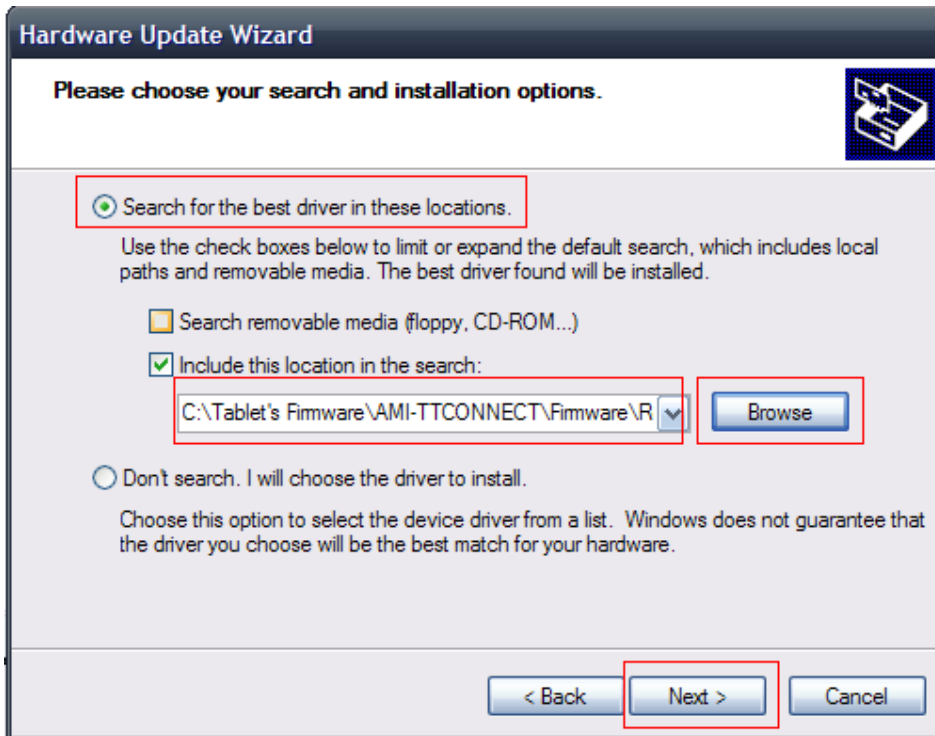 Hardware Update Wizard
Please choose your search and installation options.
Search for the best driver in these locations.
Use the check boxes below to limit or expand the default search, which includes local
paths and removable media. The best driver found will be installed.
Search removable media (floppy, CD-ROM...)
Include this location in the search:
C:\Tablet's Firmware\AMI-TTCONNECT\Firmware\R
Browse
Don't search. I will choose the driver to install.
Choose this option to select the device driver from a list. Windows does not guarantee that
the driver you choose will be the best match for your hardware.
< Back Next > Cancel